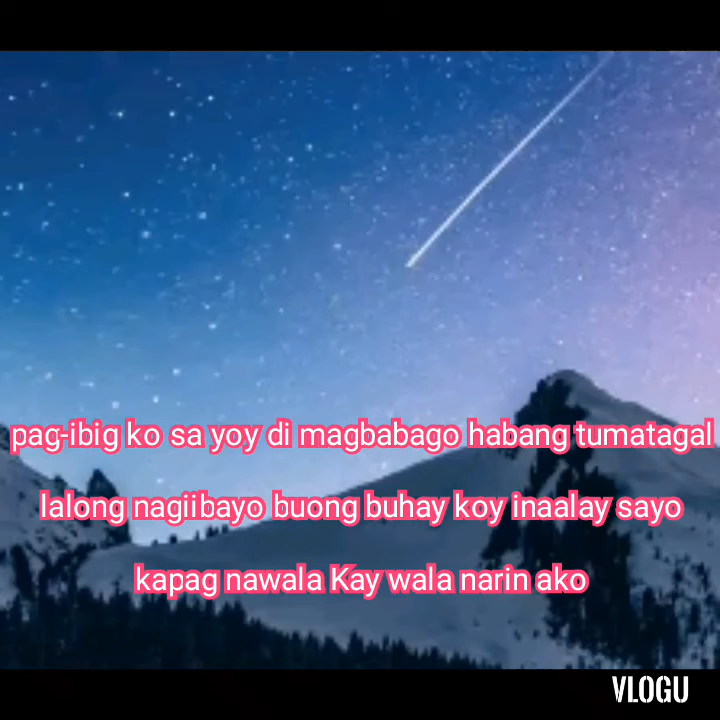 pag-ibig ko sa yoy di magbabago habang tumatagal
lalong nagiibayo buong buhay koy inaalay sayo
kapag nawala Kay wala narin ako
VLOGU